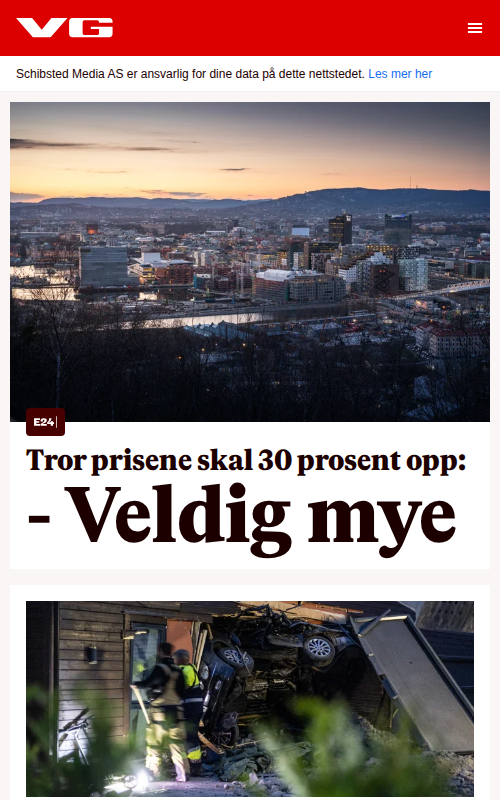 VG
Schibsted Media AS er ansvarlig for dine data på dette nettstedet. Les mer her
E24
Tror prisene skal 30 prosent opp:
- Veldig mye